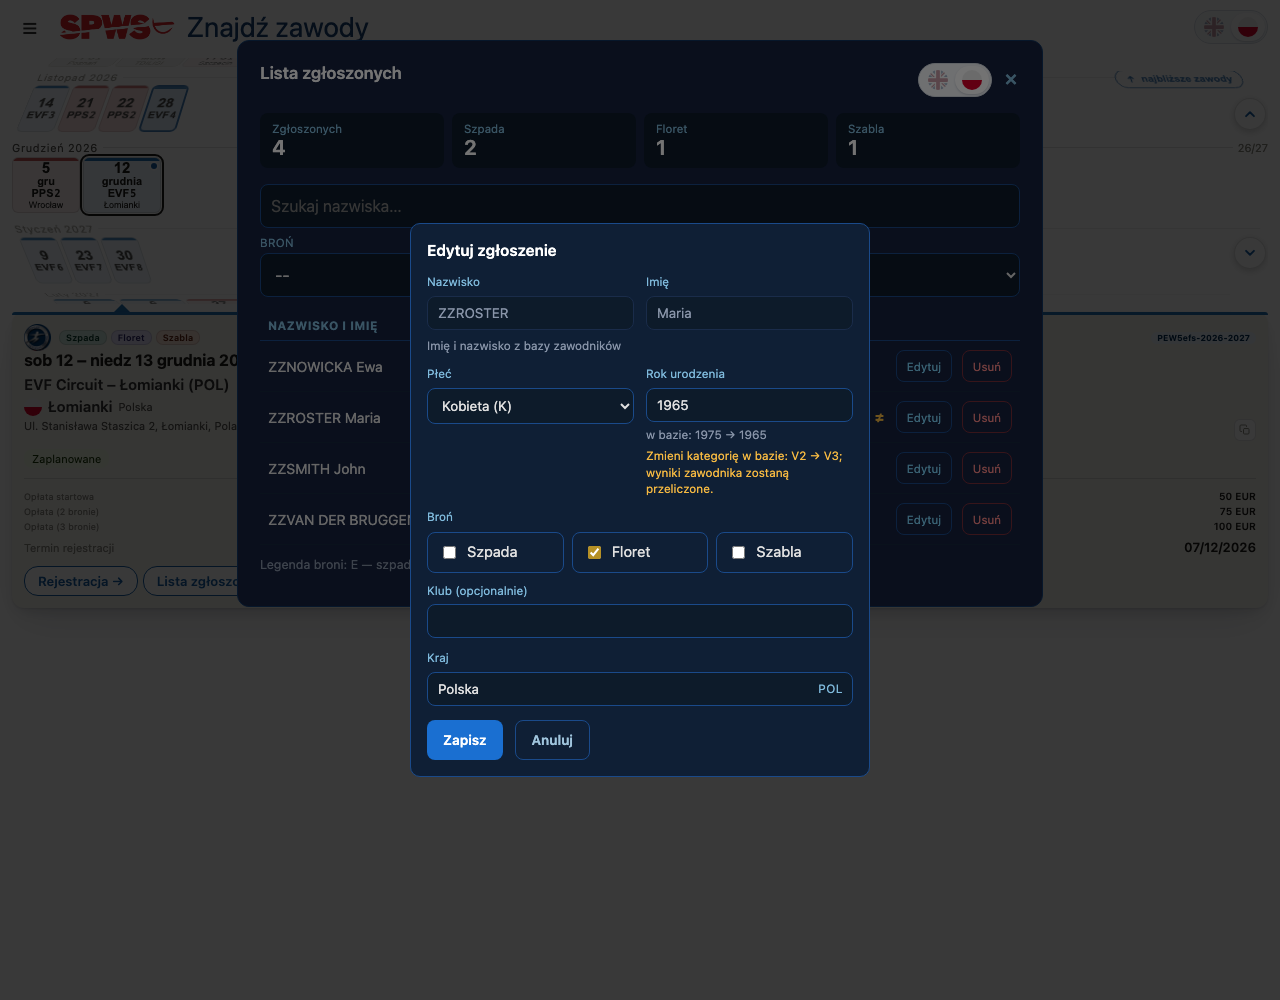 SPWS Znajdź zawody
Listopad 2026
najbliższe zawody
14 EVF3
21 PPS2
22 PPS2
28 EVF4
Grudzień 2026
26/27
5 gru PPS2 Wrocław
12 grudnia EVF5 Łomianki
Styczeń 2027
9 EVF6
23 EVF7
30 EVF8
Szpada Floret Szabla
PEWSefs-2026-2027
sob 12 – niedz 13 grudnia 20
EVF Circuit – Łomianki (POL)
Łomianki Polska
Ul. Stanisława Staszica 2, Łomianki, Pola
Zaplanowane
Opłata startowa
50 EUR
Opłata (2 bronie)
75 EUR
Opłata (3 bronie)
100 EUR
Termin rejestracji
07/12/2026
Rejestracja →
Lista zgłoszo
Lista zgłoszonych
×
Zgłoszonych
4
Szpada
2
Floret
1
Szabla
1
Szukaj nazwiska...
BROŃ
--
NAZWISKO I IMIĘ
ZZNOWICKA Ewa
Edytuj Usuń
ZZROSTER Maria
≠ Edytuj Usuń
ZZSMITH John
Edytuj Usuń
ZZVAN DER BRUGGEN
Edytuj Usuń
Legenda broni: E — szpad
Edytuj zgłoszenie
Nazwisko
Imię
ZZROSTER
Maria
Imię i nazwisko z bazy zawodników
Płeć
Rok urodzenia
Kobieta (K)
1965
w bazie: 1975 → 1965
Zmieni kategorię w bazie: V2 → V3;
wyniki zawodnika zostaną
przeliczone.
Broń
Szpada
Floret
Szabla
Klub (opcjonalnie)
Kraj
Polska POL
Zapisz
Anuluj